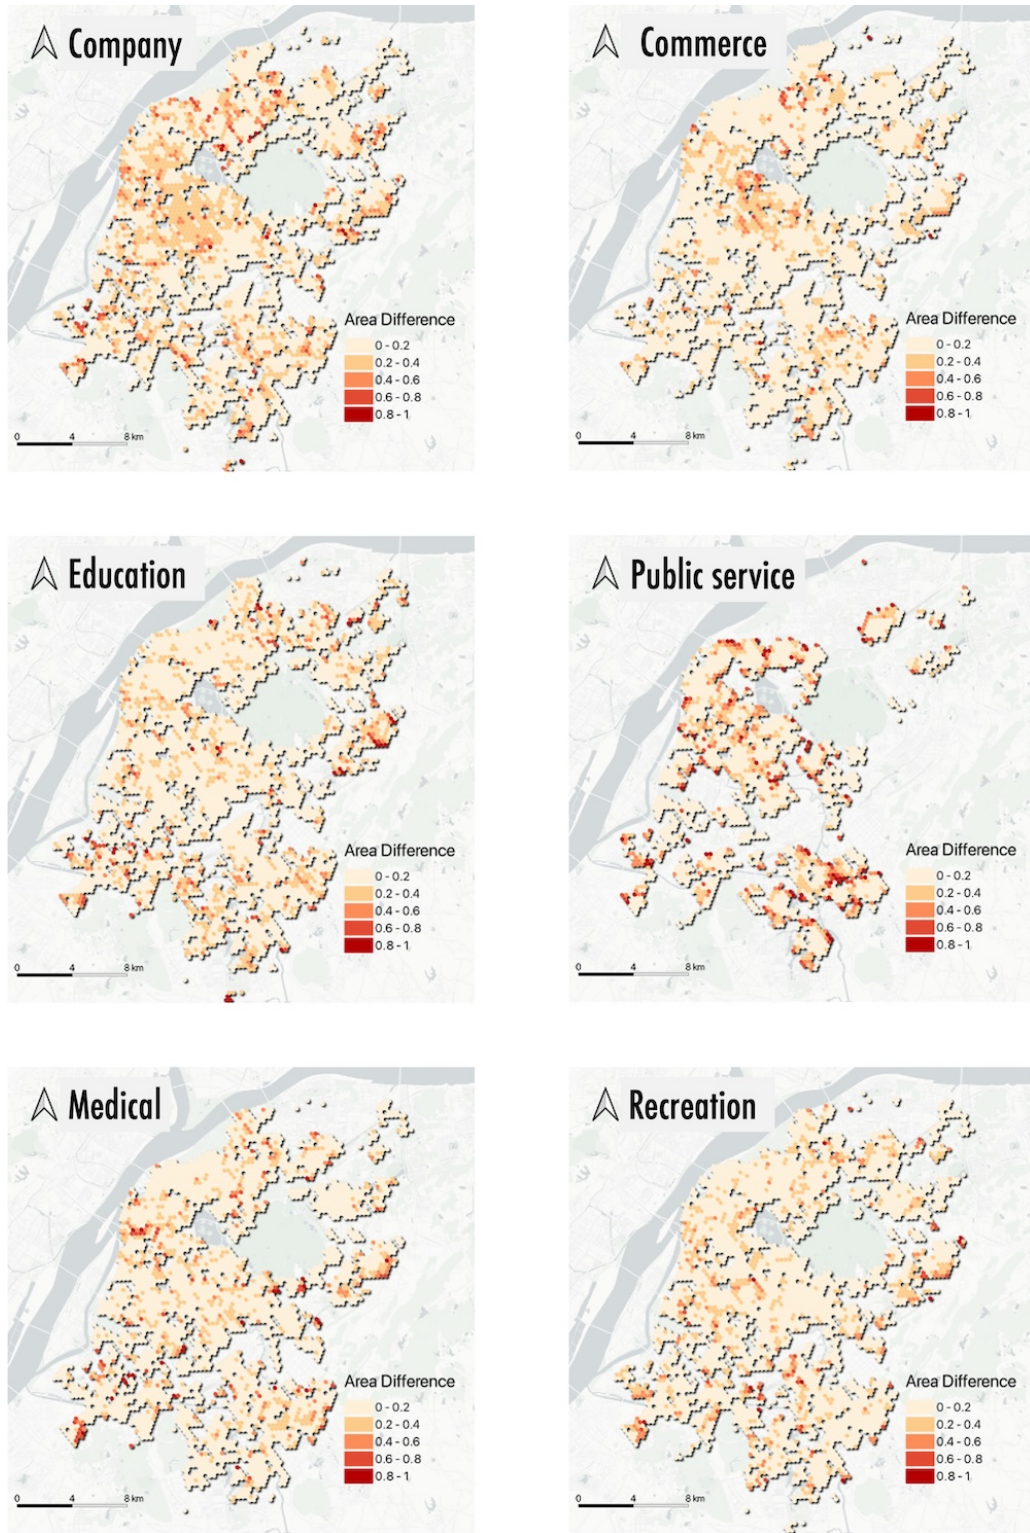 Company
Area Difference
0 - 0.2
0.2 - 0.4
0.4 - 0.6
0.6 - 0.8
0.8 - 1
0 4 8 km
Commerce
Area Difference
0 - 0.2
0.2 - 0.4
0.4 - 0.6
0.6 - 0.8
0.8 - 1
0 4 8 km
Education
Area Difference
0 - 0.2
0.2 - 0.4
0.4 - 0.6
0.6 - 0.8
0.8 - 1
0 4 8 km
Public service
Area Difference
0 - 0.2
0.2 - 0.4
0.4 - 0.6
0.6 - 0.8
0.8 - 1
0 4 8 km
Medical
Area Difference
0 - 0.2
0.2 - 0.4
0.4 - 0.6
0.6 - 0.8
0.8 - 1
0 4 8 km
Recreation
Area Difference
0 - 0.2
0.2 - 0.4
0.4 - 0.6
0.6 - 0.8
0.8 - 1
0 4 8 km